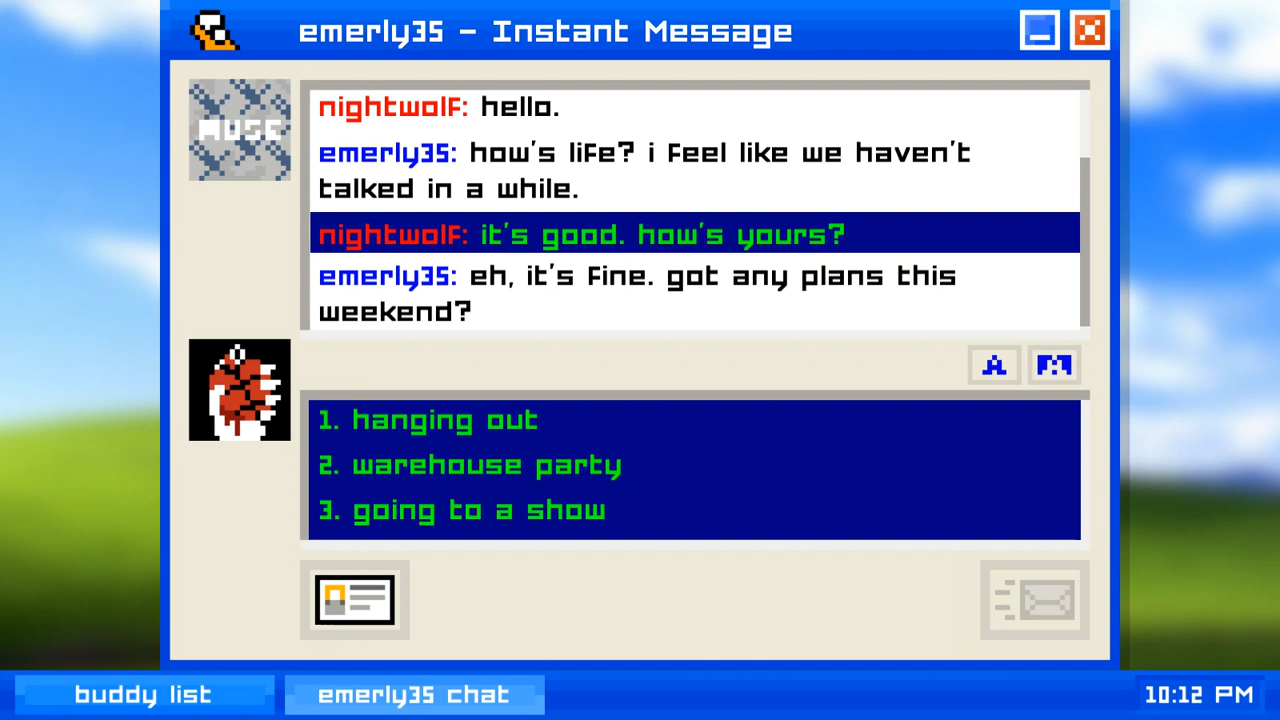 emerly35 - Instant Message
MUSE
nightwolf: hello.
emerly35: how's life? i feel like we haven't
talked in a while.
nightwolf: it's good. how's yours?
emerly35: eh, it's fine. got any plans this
weekend?
A M
1. hanging out
2. warehouse party
3. going to a show
buddy list
emerly35 chat
10:12 PM